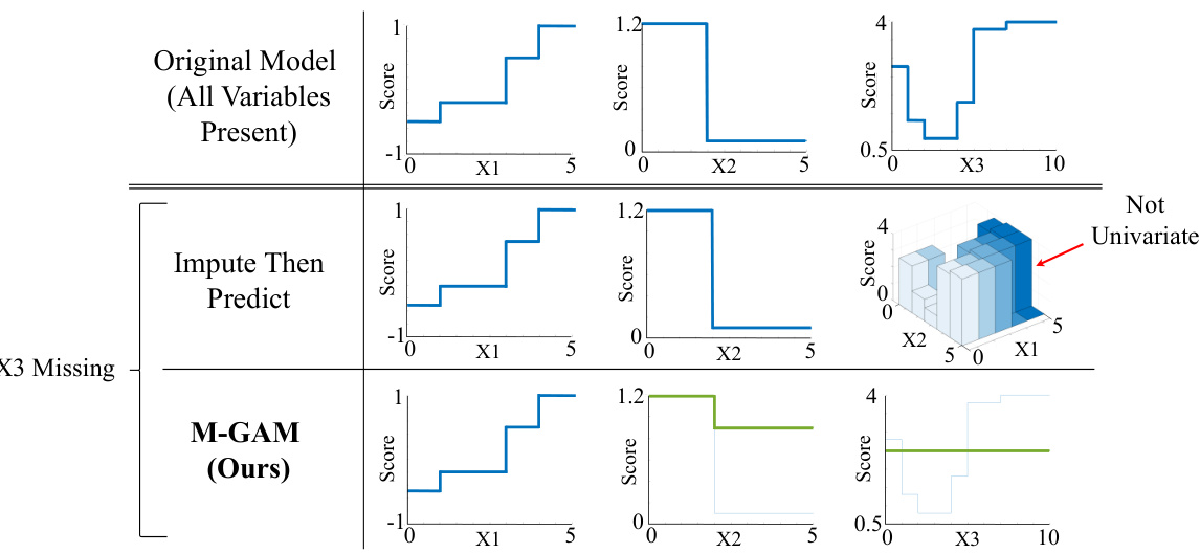 Original Model
(All Variables
Present)
1
Score
-1
0
X1
5
1.2
Score
0
0
X2
5
4
Score
0.5
0
X3
10
X3 Missing
Impute Then
Predict
1
Score
-1
0
X1
5
1.2
Score
0
0
X2
5
4
Score
0
0
X2
5
0
X1
5
Not
Univariate
M-GAM
(Ours)
1
Score
-1
0
X1
5
1.2
Score
0
0
X2
5
4
Score
0.5
0
X3
10